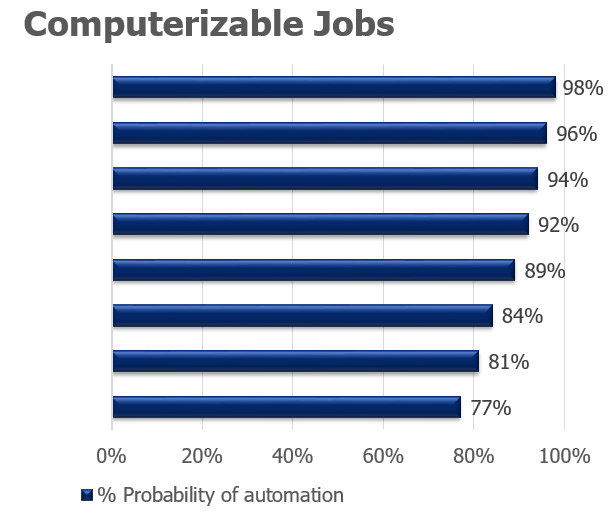 Computerizable Jobs
98%
96%
94%
92%
89%
84%
81%
77%
0% 20% 40% 60% 80% 100%
% Probability of automation